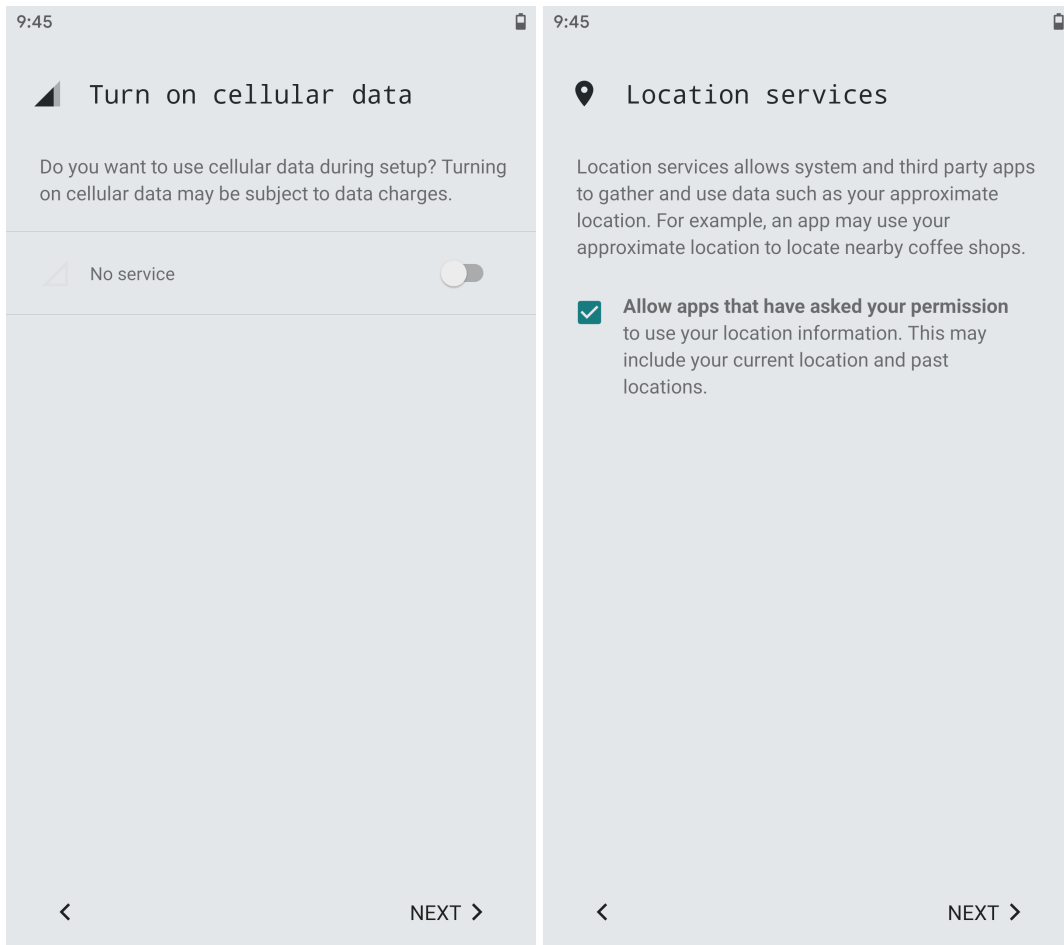 9:45
Turn on cellular data
Do you want to use cellular data during setup? Turning
on cellular data may be subject to data charges.
No service
NEXT
9:45
Location services
Location services allows system and third party apps
to gather and use data such as your approximate
location. For example, an app may use your
approximate location to locate nearby coffee shops.
Allow apps that have asked your permission
to use your location information. This may
include your current location and past
locations.
NEXT